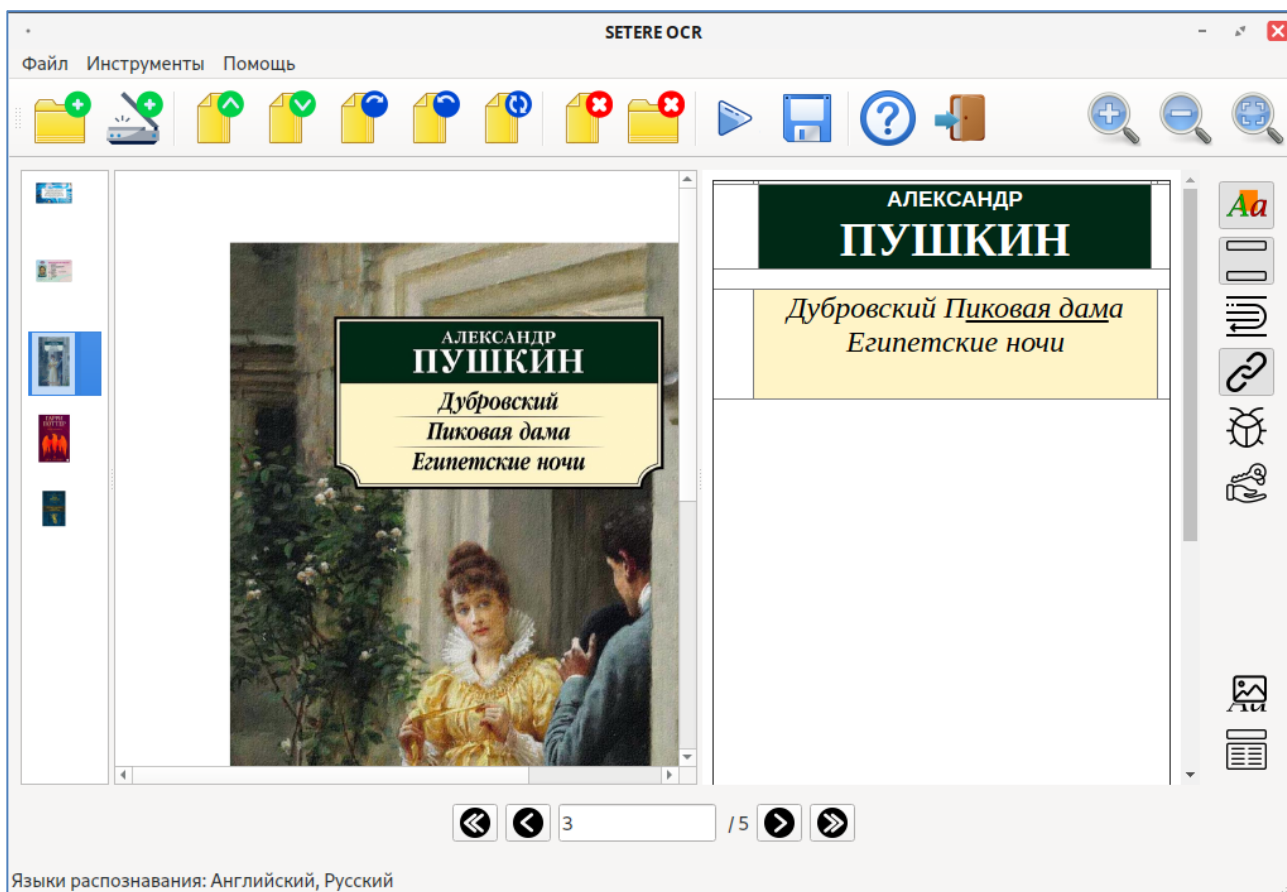 SETERE OCR
Файл Инструменты Помощь
АЛЕКСАНДР
ПУШКИН
Дубровский
Пиковая дама
Египетские ночи
АЛЕКСАНДР
ПУШКИН
Дубровский Пиковая дама
Египетские ночи
Aa
3 / 5
Языки распознавания: Английский, Русский